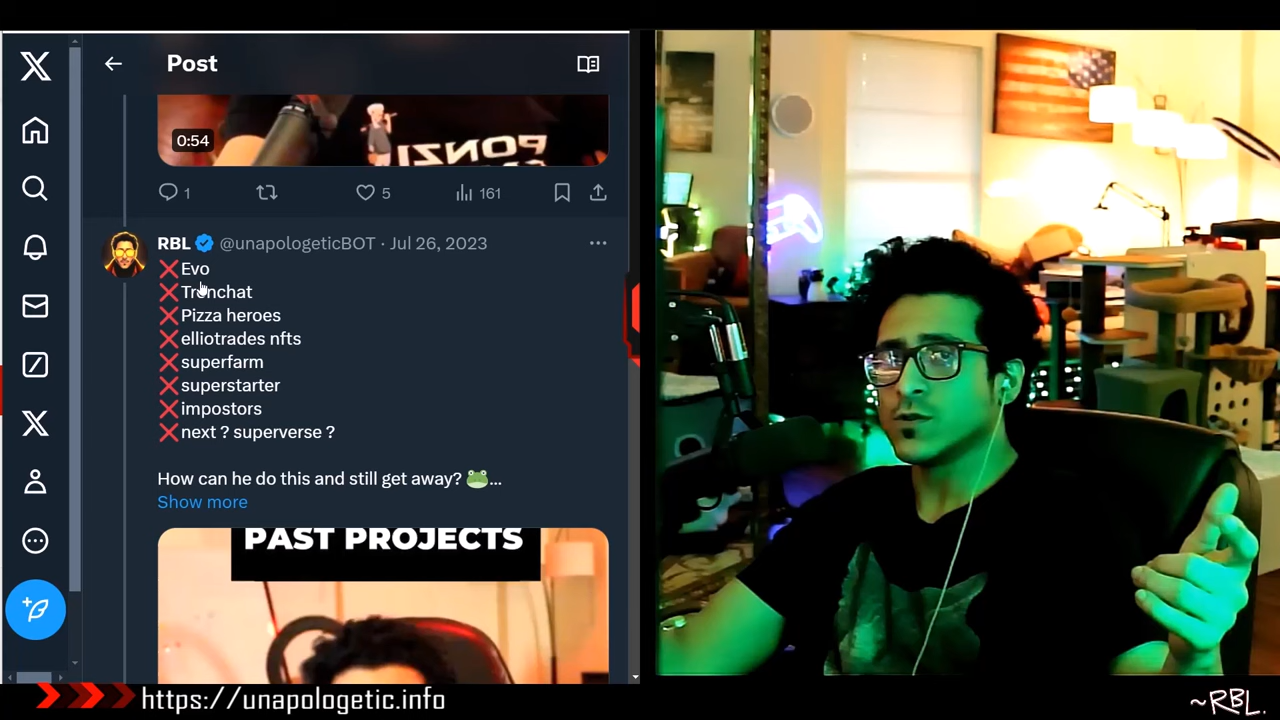 Post
0:54
PONZI
1
5
161
RBL @unapologeticBOT · Jul 26, 2023
❌Evo
❌Tronchat
❌Pizza heroes
❌elliotrades nfts
❌superfarm
❌superstarter
❌impostors
❌next ? superverse ?
How can he do this and still get away? 🐸...
Show more
PAST PROJECTS
https://unapologetic.info
~RBL.